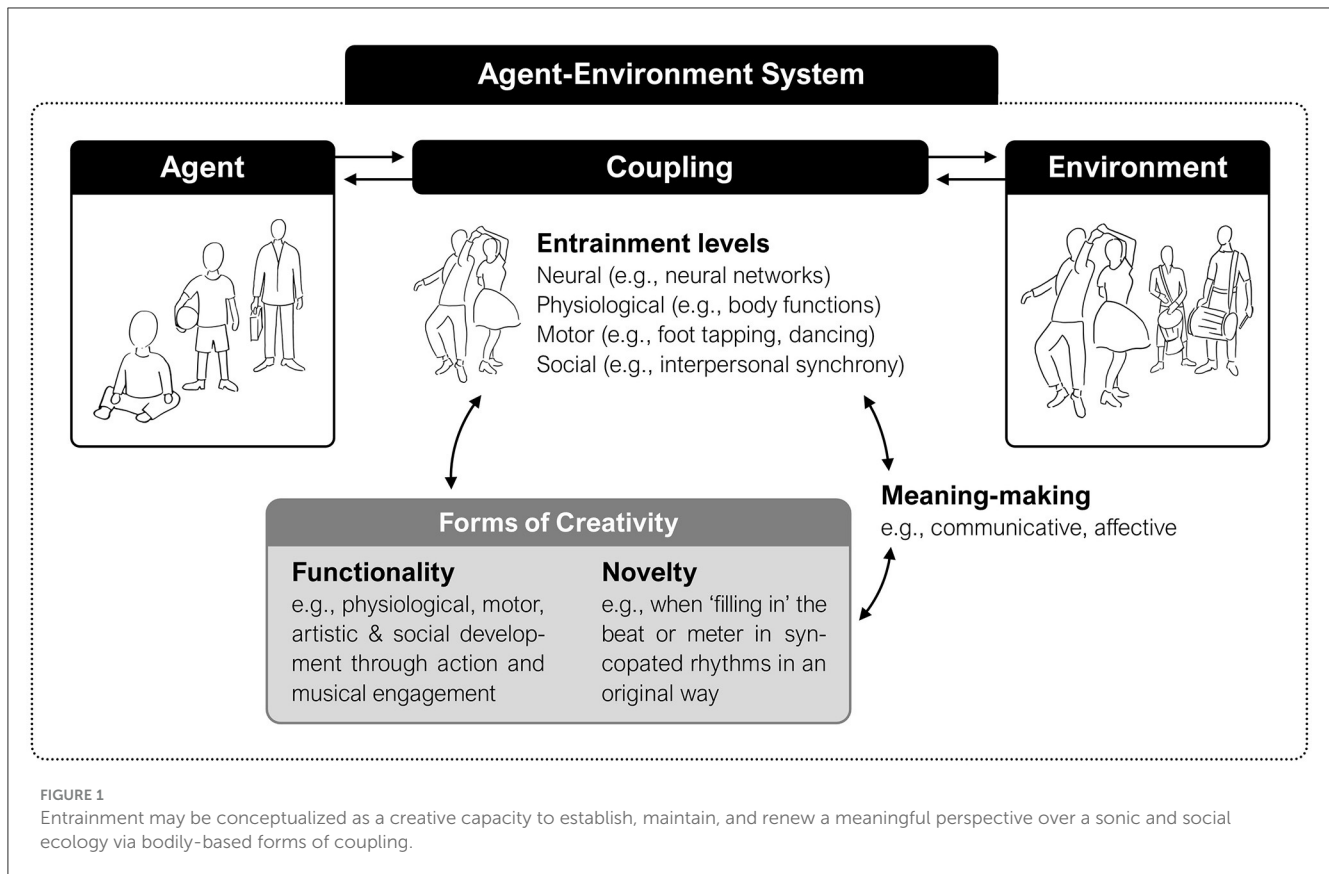 Agent-Environment System
Agent
Coupling
Environment
Entrainment levels
Neural (e.g., neural networks)
Physiological (e.g., body functions)
Motor (e.g., foot tapping, dancing)
Social (e.g., interpersonal synchrony)
Meaning-making
e.g., communicative, affective
Forms of Creativity
Functionality
e.g., physiological, motor,
artistic & social develop-
ment through action and
musical engagement
Novelty
e.g., when ‘filling in’ the
beat or meter in syn-
copated rhythms in an
original way
FIGURE 1
Entrainment may be conceptualized as a creative capacity to establish, maintain, and renew a meaningful perspective over a sonic and social
ecology via bodily-based forms of coupling.